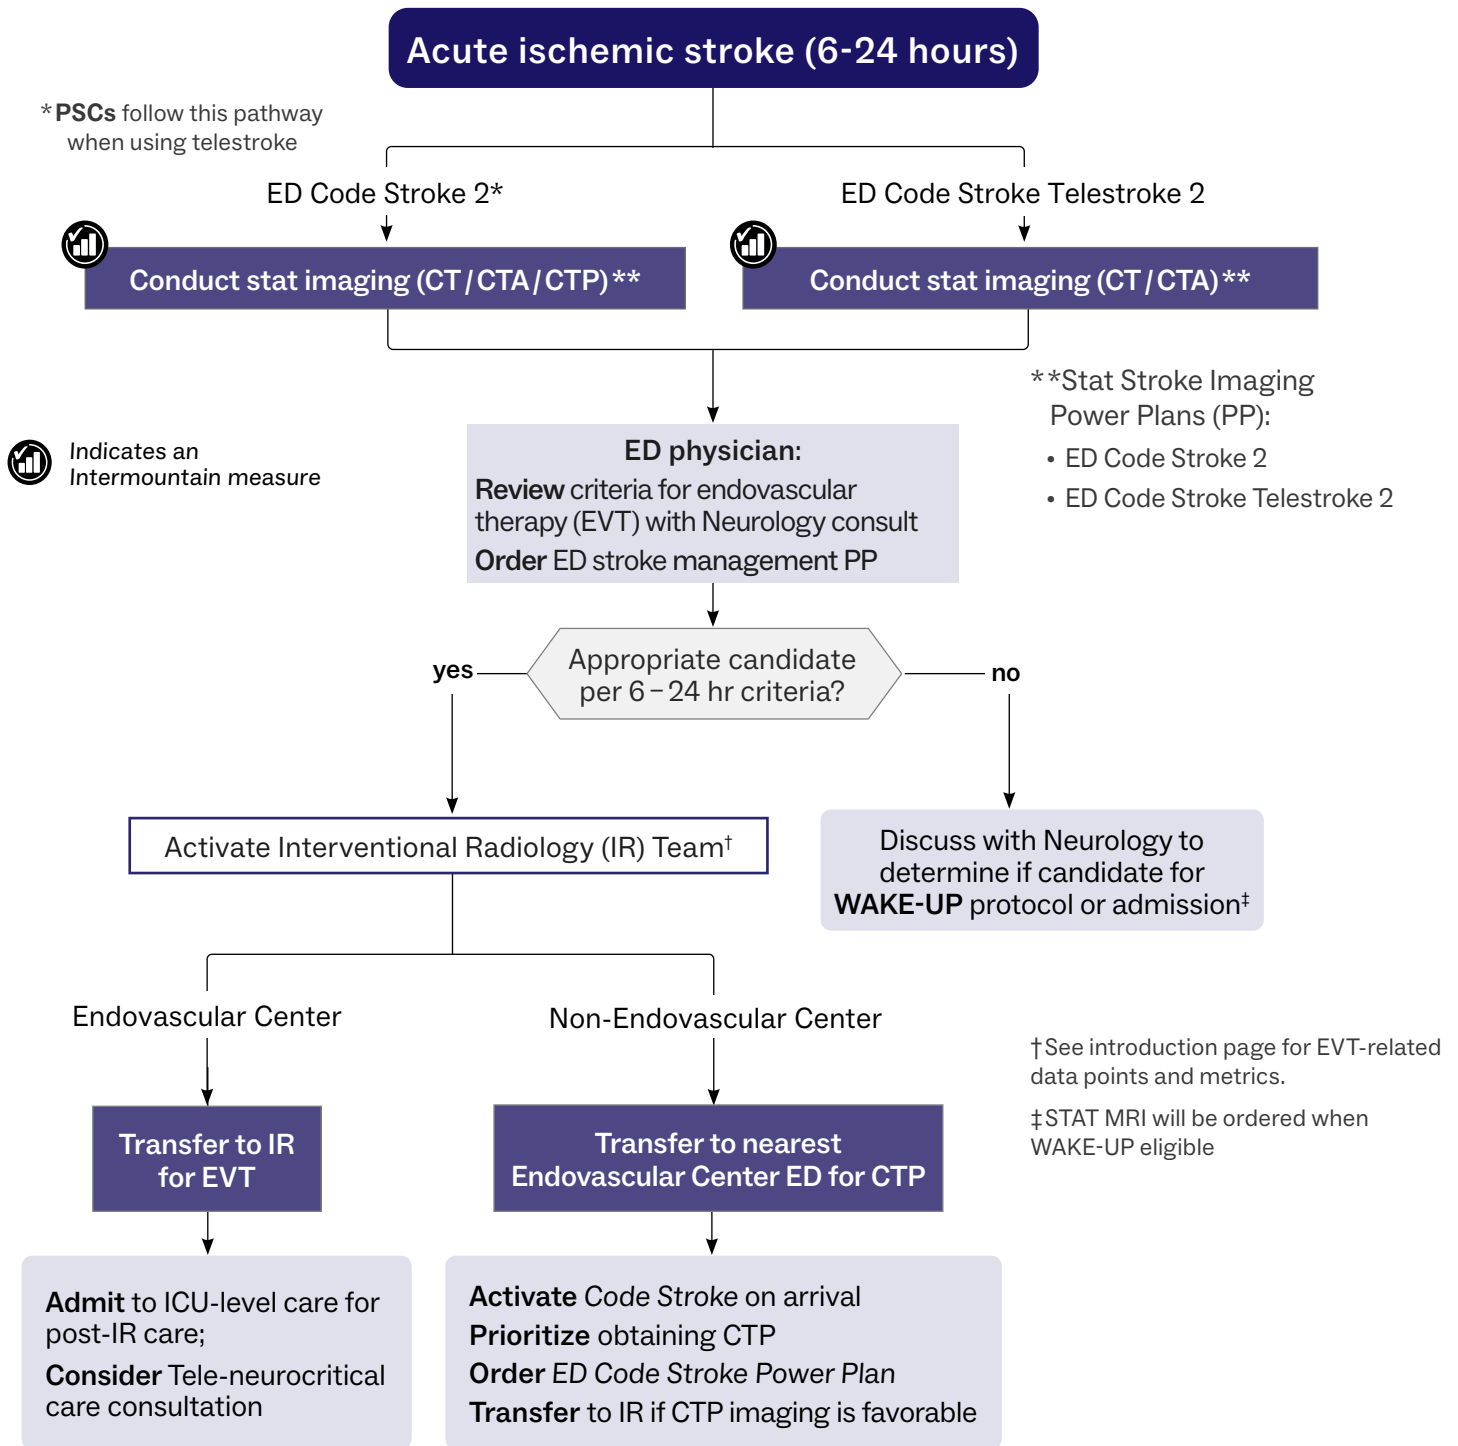 Acute ischemic stroke (6-24 hours)
*PSCs follow this pathway
when using telestroke
ED Code Stroke 2*
ED Code Stroke Telestroke 2
Conduct stat imaging (CT/CTA/CTP)**
Conduct stat imaging (CT/CTA)**
**Stat Stroke Imaging
Power Plans (PP):
• ED Code Stroke 2
• ED Code Stroke Telestroke 2
Indicates an
Intermountain measure
ED physician:
Review criteria for endovascular
therapy (EVT) with Neurology consult
Order ED stroke management PP
Appropriate candidate
per 6–24 hr criteria?
yes
no
Activate Interventional Radiology (IR) Team†
Discuss with Neurology to
determine if candidate for
WAKE-UP protocol or admission‡
Endovascular Center
Non-Endovascular Center
†See introduction page for EVT-related
data points and metrics.
‡STAT MRI will be ordered when
WAKE-UP eligible
Transfer to IR
for EVT
Transfer to nearest
Endovascular Center ED for CTP
Admit to ICU-level care for
post-IR care;
Consider Tele-neurocritical
care consultation
Activate Code Stroke on arrival
Prioritize obtaining CTP
Order ED Code Stroke Power Plan
Transfer to IR if CTP imaging is favorable